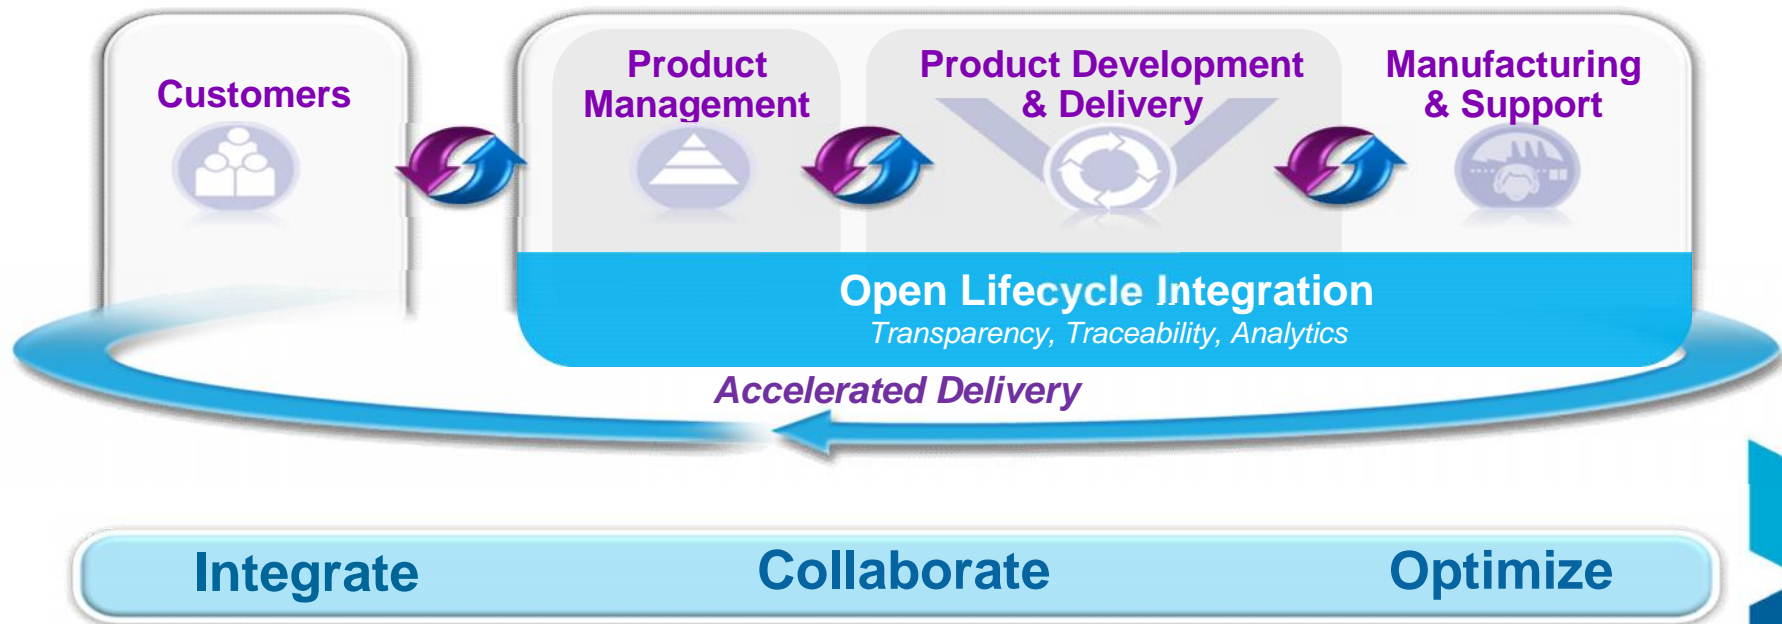 Customers
Product
Management
Product Development
& Delivery
Manufacturing
& Support
Open Lifecycle Integration
Transparency, Traceability, Analytics
Accelerated Delivery
Integrate
Collaborate
Optimize